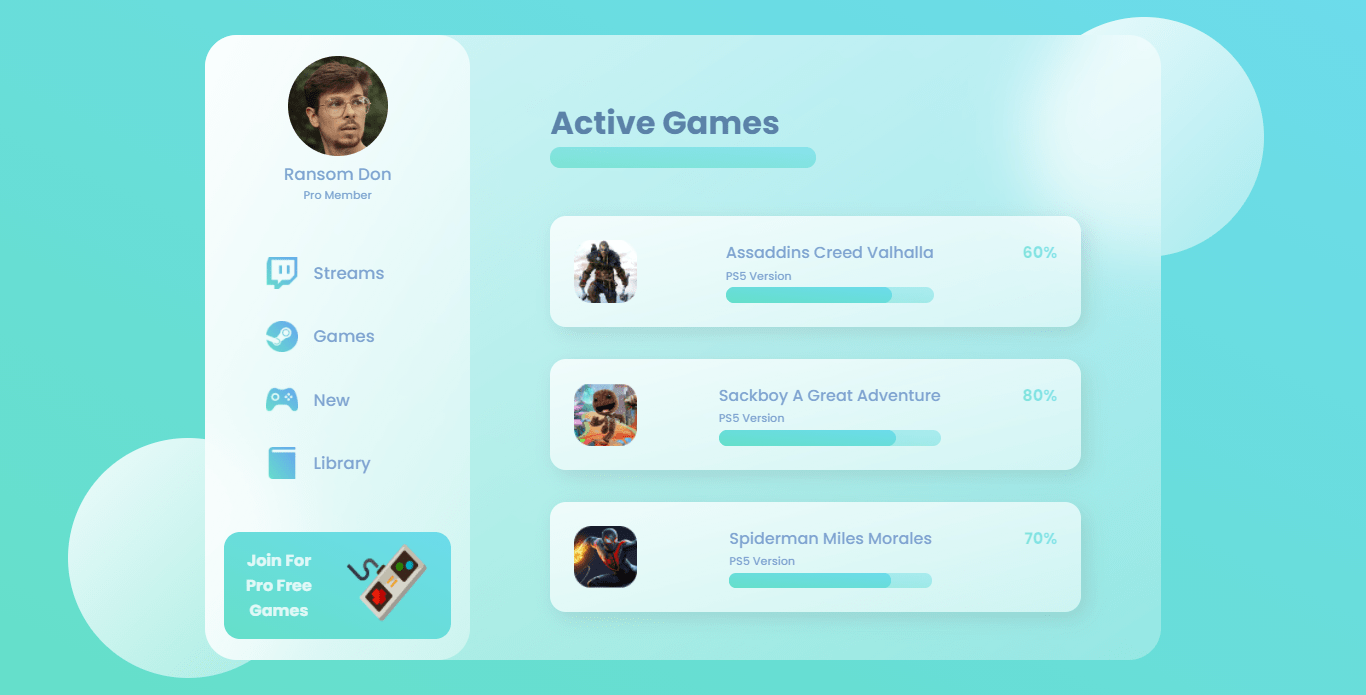 Ransom Don
Pro Member
Streams
Games
New
Library
Join For
Pro Free
Games
Active Games
Assaddins Creed Valhalla
60%
PS5 Version
Sackboy A Great Adventure
80%
PS5 Version
Spiderman Miles Morales
70%
PS5 Version